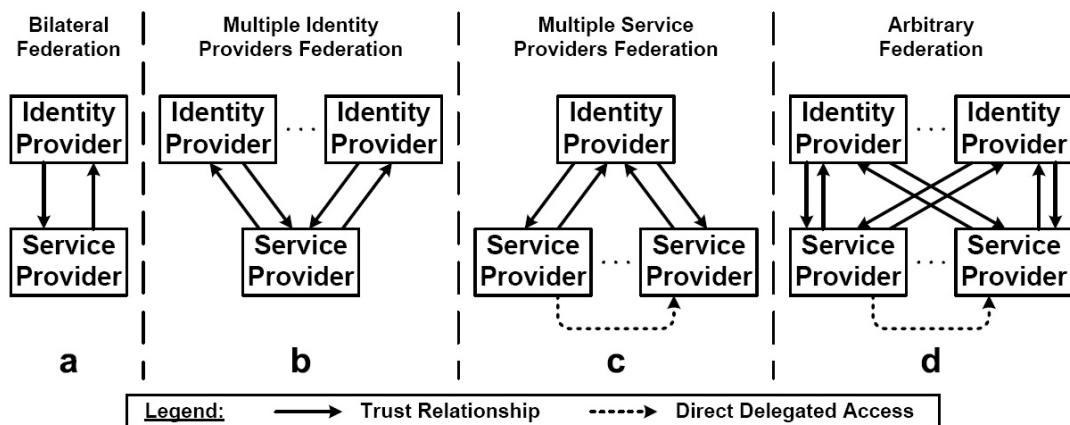 Bilateral
Federation
Multiple Identity
Providers Federation
Multiple Service
Providers Federation
Arbitrary
Federation
Identity
Provider
Service
Provider
a
Identity
Provider
. . .
Identity
Provider
Service
Provider
b
Identity
Provider
Service
Provider
. . .
Service
Provider
c
Identity
Provider
. . .
Identity
Provider
Service
Provider
. . .
Service
Provider
d
Legend:
Trust Relationship
Direct Delegated Access